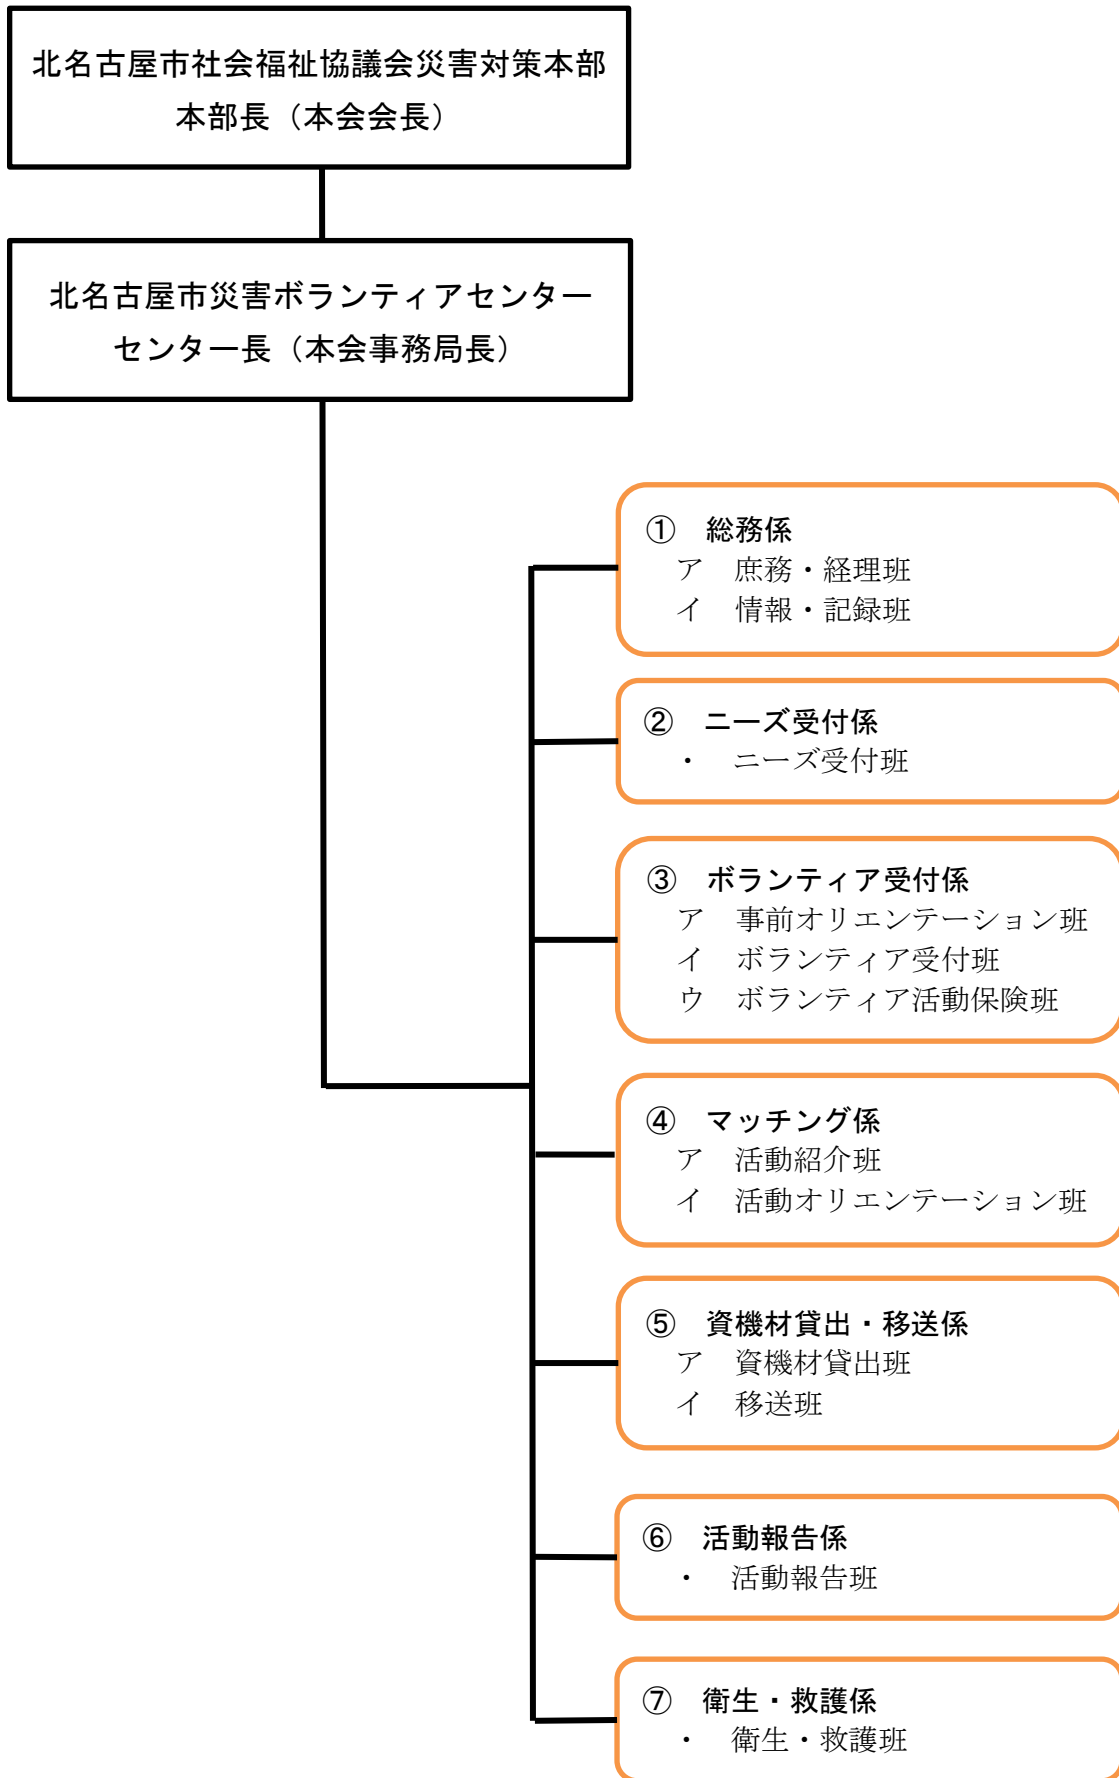 北名古屋市社会福祉協議会災害対策本部
本部長（本会会長）
北名古屋市災害ボランティアセンター
センター長（本会事務局長）
① 総務係
ア 庶務・経理班
イ 情報・記録班
② ニーズ受付係
・ ニーズ受付班
③ ボランティア受付係
ア 事前オリエンテーション班
イ ボランティア受付班
ウ ボランティア活動保険班
④ マッチング係
ア 活動紹介班
イ 活動オリエンテーション班
⑤ 資機材貸出・移送係
ア 資機材貸出班
イ 移送班
⑥ 活動報告係
・ 活動報告班
⑦ 衛生・救護係
・ 衛生・救護班